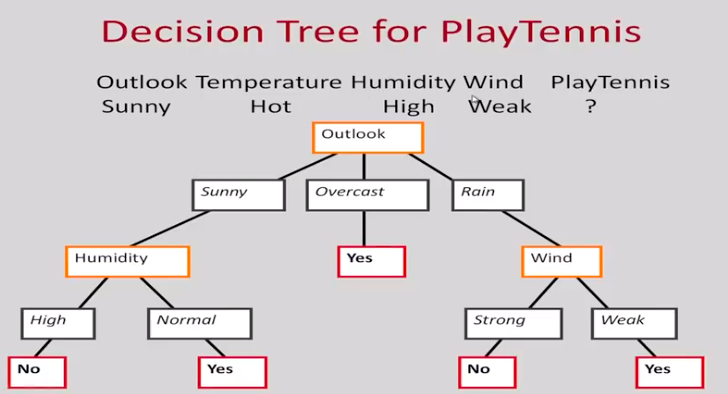 Decision Tree for PlayTennis
Outlook Temperature Humidity Wind PlayTennis
Sunny Hot High Weak ?
Outlook
Sunny Overcast Rain
Humidity Yes Wind
High Normal Strong Weak
No Yes No Yes